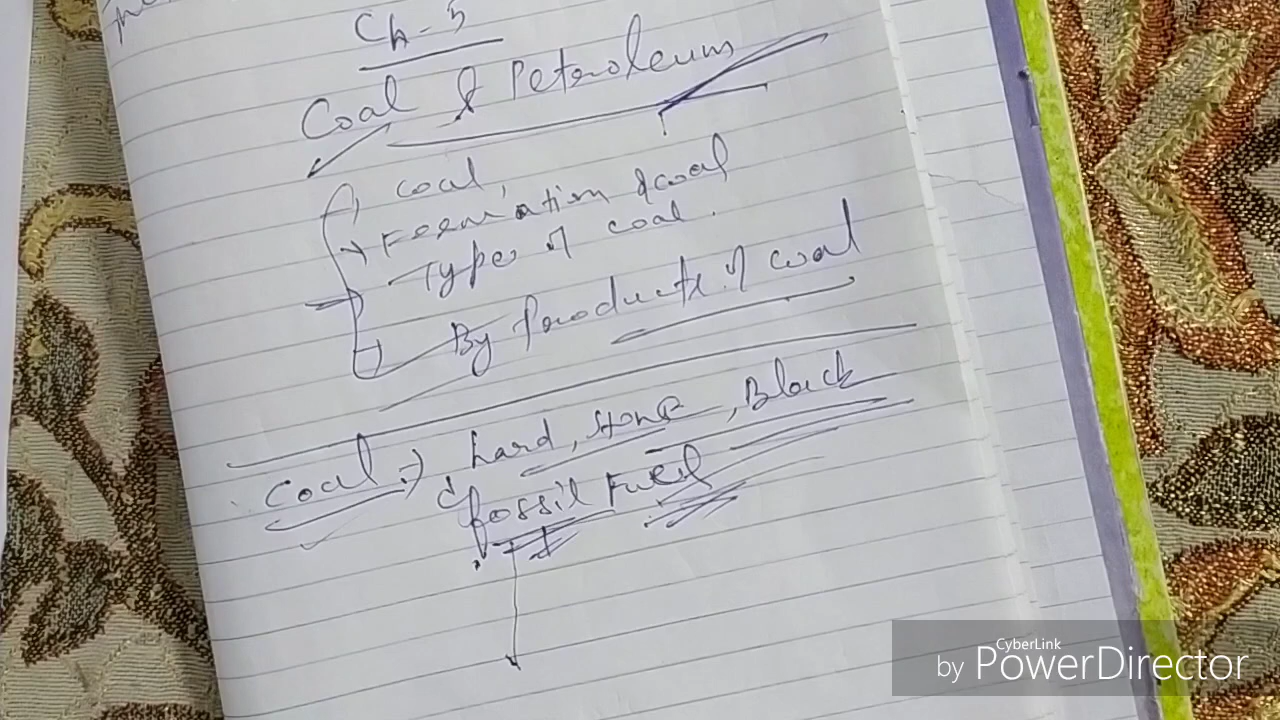 Ch-5
Coal & Petroleum
coal,
Formation of coal
Types of coal.
By products of coal
Coal :→ hard, stone, Black
fossil Fuel
CyberLink
by PowerDirector